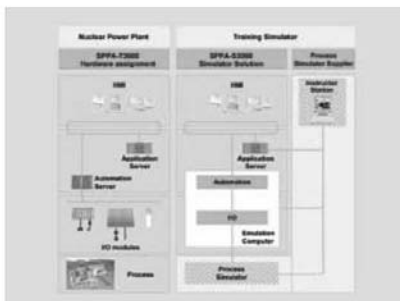 Nuclear Power Plant
Training Simulator
SPPA-T3000
Hardware assignment
SPPA-S3000
Simulator Solution
Process
Simulator Supplier
HMI
HMI
Instructor
Station
Application
Server
Application
Server
Automation
Server
Automation
I/O
Emulation
Computer
I/O modules
Process
Process
Simulator